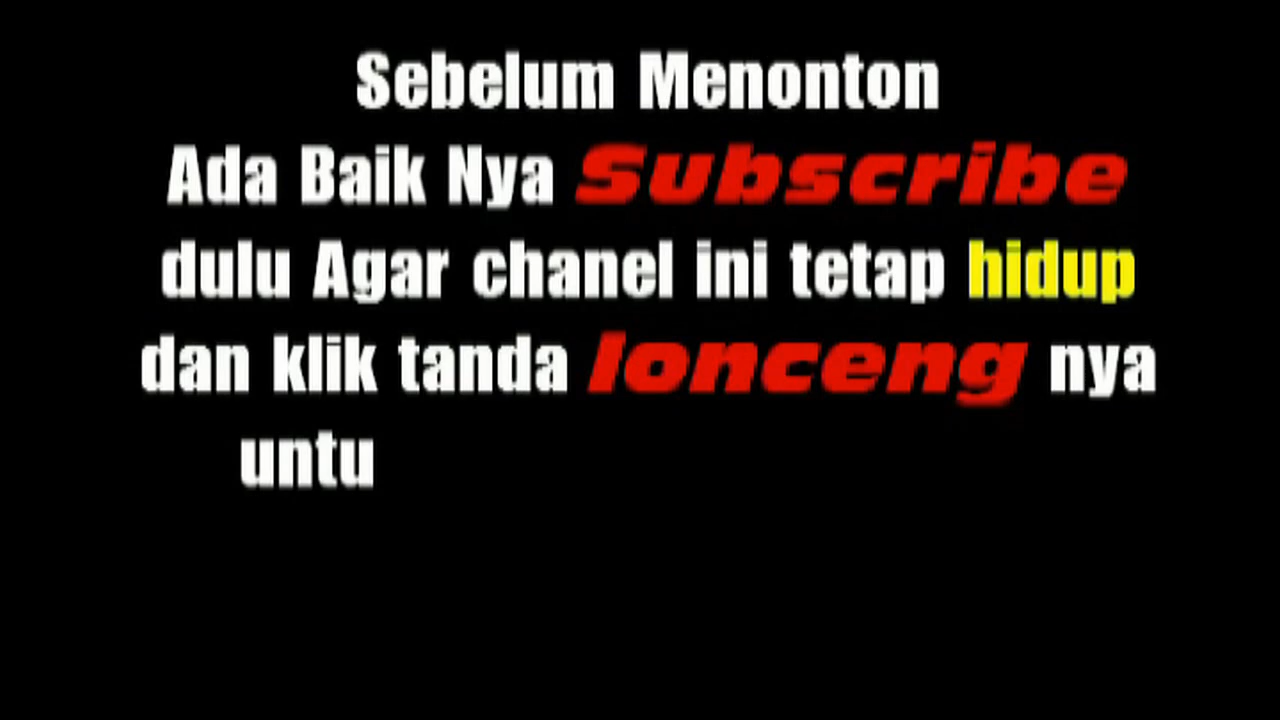 Sebelum Menonton
Ada Baik Nya Subscribe
dulu Agar chanel ini tetap hidup
dan klik tanda lonceng nya
untu